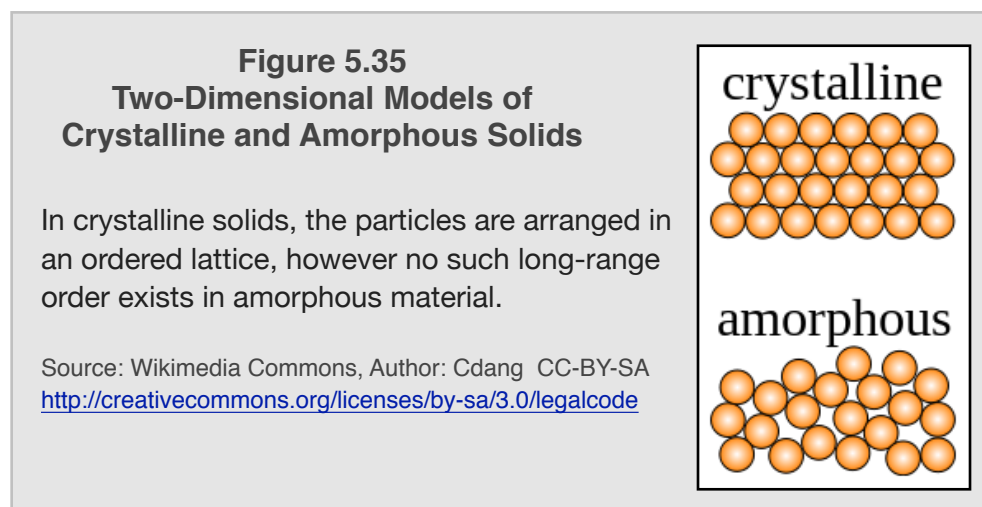 Figure 5.35
Two-Dimensional Models of
Crystalline and Amorphous Solids
In crystalline solids, the particles are arranged in
an ordered lattice, however no such long-range
order exists in amorphous material.
Source: Wikimedia Commons, Author: Cdang  CC-BY-SA
http://creativecommons.org/licenses/by-sa/3.0/legalcode
crystalline
amorphous